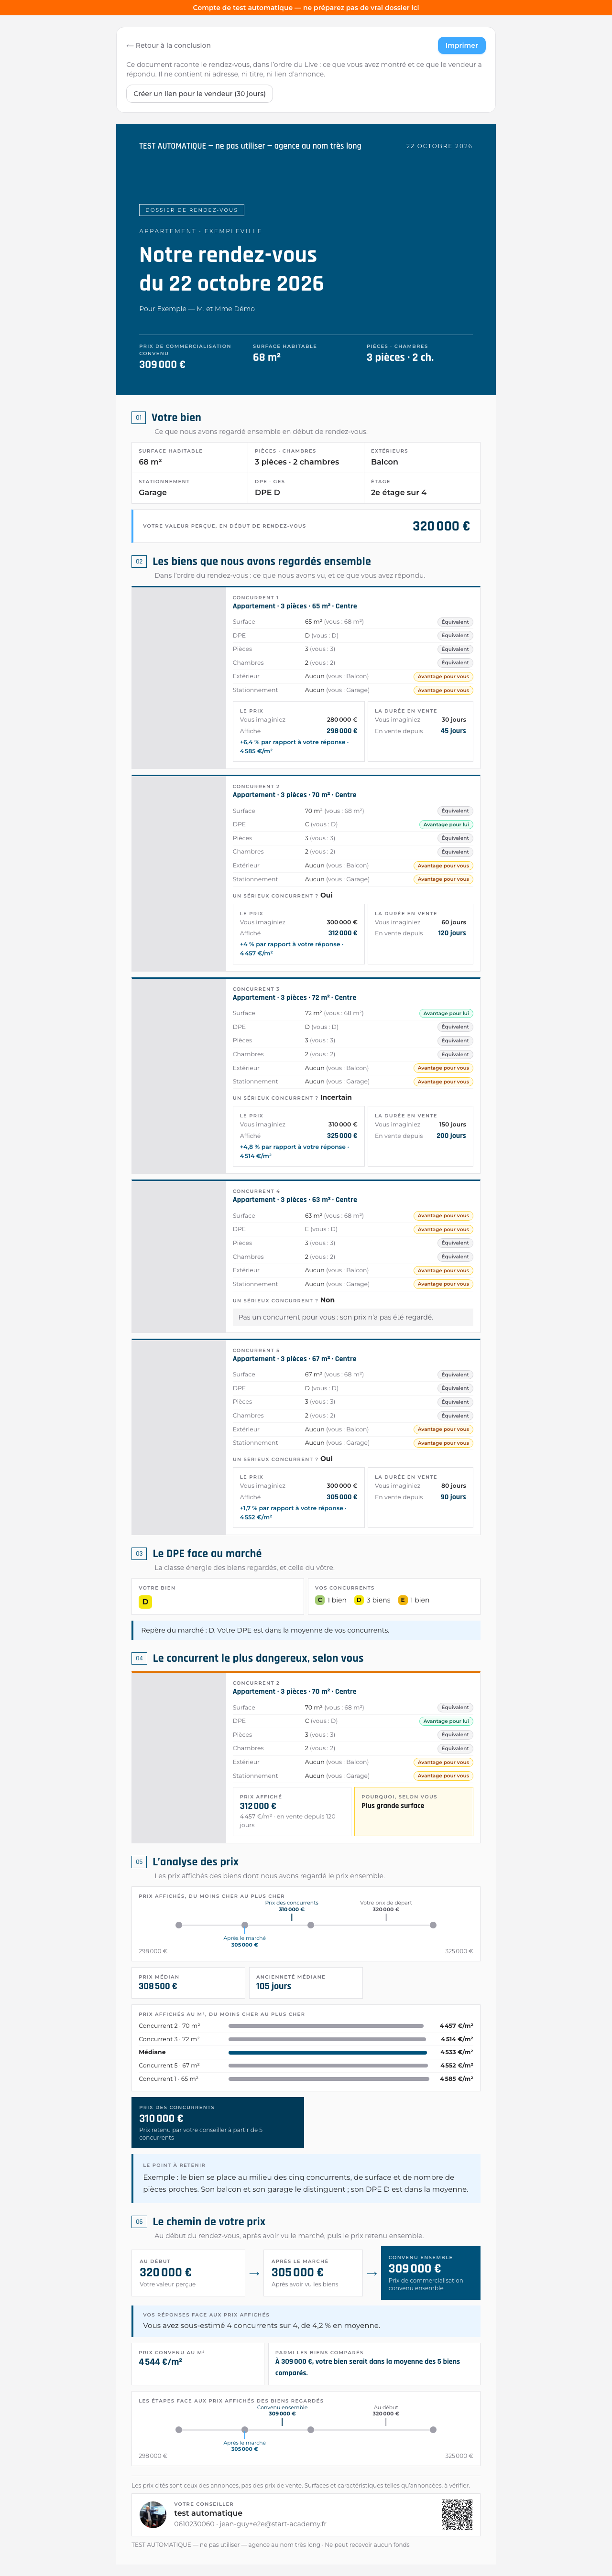 Compte de test automatique — ne préparez pas de vrai dossier ici
← Retour à la conclusion
Imprimer
Ce document raconte le rendez-vous, dans l'ordre du Live : ce que vous avez montré et ce que le vendeur a
répondu. Il ne contient ni adresse, ni titre, ni lien d'annonce.
Créer un lien pour le vendeur (30 jours)
TEST AUTOMATIQUE — ne pas utiliser — agence au nom très long
22 OCTOBRE 2026
DOSSIER DE RENDEZ-VOUS
APPARTEMENT · EXEMPLEVILLE
Notre rendez-vous
du 22 octobre 2026
Pour Exemple — M. et Mme Démo
PRIX DE COMMERCIALISATION
CONVENU
309 000 €
SURFACE HABITABLE
68 m²
PIÈCES · CHAMBRES
3 pièces · 2 ch.
01 Votre bien
Ce que nous avons regardé ensemble en début de rendez-vous.
SURFACE HABITABLE
68 m²
PIÈCES · CHAMBRES
3 pièces · 2 chambres
EXTÉRIEURS
Balcon
STATIONNEMENT
Garage
DPE · GES
DPE D
ÉTAGE
2e étage sur 4
VOTRE VALEUR PERÇUE, EN DÉBUT DE RENDEZ-VOUS
320 000 €
02 Les biens que nous avons regardés ensemble
Dans l'ordre du rendez-vous : ce que nous avons vu, et ce que vous avez répondu.
CONCURRENT 1
Appartement · 3 pièces · 65 m² · Centre
Surface 65 m² (vous : 68 m²) Équivalent
DPE D (vous : D) Équivalent
Pièces 3 (vous : 3) Équivalent
Chambres 2 (vous : 2) Équivalent
Extérieur Aucun (vous : Balcon) Avantage pour vous
Stationnement Aucun (vous : Garage) Avantage pour vous
LE PRIX
Vous imaginiez 280 000 €
Affiché 298 000 €
+6,4 % par rapport à votre réponse ·
4 585 €/m²
LA DURÉE EN VENTE
Vous imaginiez 30 jours
En vente depuis 45 jours
CONCURRENT 2
Appartement · 3 pièces · 70 m² · Centre
Surface 70 m² (vous : 68 m²) Équivalent
DPE C (vous : D) Avantage pour lui
Pièces 3 (vous : 3) Équivalent
Chambres 2 (vous : 2) Équivalent
Extérieur Aucun (vous : Balcon) Avantage pour vous
Stationnement Aucun (vous : Garage) Avantage pour vous
UN SÉRIEUX CONCURRENT ? Oui
LE PRIX
Vous imaginiez 300 000 €
Affiché 312 000 €
+4 % par rapport à votre réponse ·
4 457 €/m²
LA DURÉE EN VENTE
Vous imaginiez 60 jours
En vente depuis 120 jours
CONCURRENT 3
Appartement · 3 pièces · 72 m² · Centre
Surface 72 m² (vous : 68 m²) Avantage pour lui
DPE D (vous : D) Équivalent
Pièces 3 (vous : 3) Équivalent
Chambres 2 (vous : 2) Équivalent
Extérieur Aucun (vous : Balcon) Avantage pour vous
Stationnement Aucun (vous : Garage) Avantage pour vous
UN SÉRIEUX CONCURRENT ? Incertain
LE PRIX
Vous imaginiez 310 000 €
Affiché 325 000 €
+4,8 % par rapport à votre réponse ·
4 514 €/m²
LA DURÉE EN VENTE
Vous imaginiez 150 jours
En vente depuis 200 jours
CONCURRENT 4
Appartement · 3 pièces · 63 m² · Centre
Surface 63 m² (vous : 68 m²) Avantage pour vous
DPE E (vous : D) Avantage pour vous
Pièces 3 (vous : 3) Équivalent
Chambres 2 (vous : 2) Équivalent
Extérieur Aucun (vous : Balcon) Avantage pour vous
Stationnement Aucun (vous : Garage) Avantage pour vous
UN SÉRIEUX CONCURRENT ? Non
Pas un concurrent pour vous : son prix n'a pas été regardé.
CONCURRENT 5
Appartement · 3 pièces · 67 m² · Centre
Surface 67 m² (vous : 68 m²) Équivalent
DPE D (vous : D) Équivalent
Pièces 3 (vous : 3) Équivalent
Chambres 2 (vous : 2) Équivalent
Extérieur Aucun (vous : Balcon) Avantage pour vous
Stationnement Aucun (vous : Garage) Avantage pour vous
UN SÉRIEUX CONCURRENT ? Oui
LE PRIX
Vous imaginiez 300 000 €
Affiché 305 000 €
+1,7 % par rapport à votre réponse ·
4 552 €/m²
LA DURÉE EN VENTE
Vous imaginiez 80 jours
En vente depuis 90 jours
03 Le DPE face au marché
La classe énergie des biens regardés, et celle du vôtre.
VOTRE BIEN
D
VOS CONCURRENTS
C 1 bien D 3 biens E 1 bien
Repère du marché : D. Votre DPE est dans la moyenne de vos concurrents.
04 Le concurrent le plus dangereux, selon vous
CONCURRENT 2
Appartement · 3 pièces · 70 m² · Centre
Surface 70 m² (vous : 68 m²) Équivalent
DPE C (vous : D) Avantage pour lui
Pièces 3 (vous : 3) Équivalent
Chambres 2 (vous : 2) Équivalent
Extérieur Aucun (vous : Balcon) Avantage pour vous
Stationnement Aucun (vous : Garage) Avantage pour vous
PRIX AFFICHÉ
312 000 €
4 457 €/m² · en vente depuis 120
jours
POURQUOI, SELON VOUS
Plus grande surface
05 L'analyse des prix
Les prix affichés des biens dont nous avons regardé le prix ensemble.
PRIX AFFICHÉS, DU MOINS CHER AU PLUS CHER
Prix des concurrents
310 000 €
Votre prix de départ
320 000 €
Après le marché
305 000 €
298 000 €
325 000 €
PRIX MÉDIAN
308 500 €
ANCIENNETÉ MÉDIANE
105 jours
PRIX AFFICHÉS AU M², DU MOINS CHER AU PLUS CHER
Concurrent 2 · 70 m² 4 457 €/m²
Concurrent 3 · 72 m² 4 514 €/m²
Médiane 4 533 €/m²
Concurrent 5 · 67 m² 4 552 €/m²
Concurrent 1 · 65 m² 4 585 €/m²
PRIX DES CONCURRENTS
310 000 €
Prix retenu par votre conseiller à partir de 5
concurrents
LE POINT À RETENIR
Exemple : le bien se place au milieu des cinq concurrents, de surface et de nombre de
pièces proches. Son balcon et son garage le distinguent ; son DPE D est dans la moyenne.
06 Le chemin de votre prix
Au début du rendez-vous, après avoir vu le marché, puis le prix retenu ensemble.
AU DÉBUT
320 000 €
Votre valeur perçue
→
APRÈS LE MARCHÉ
305 000 €
Après avoir vu les biens
→
CONVENU ENSEMBLE
309 000 €
Prix de commercialisation
convenu ensemble
VOS RÉPONSES FACE AUX PRIX AFFICHÉS
Vous avez sous-estimé 4 concurrents sur 4, de 4,2 % en moyenne.
PRIX CONVENU AU M²
4 544 €/m²
PARMI LES BIENS COMPARÉS
À 309 000 €, votre bien serait dans la moyenne des 5 biens
comparés.
LES ÉTAPES FACE AUX PRIX AFFICHÉS DES BIENS REGARDÉS
Convenu ensemble
309 000 €
Au début
320 000 €
Après le marché
305 000 €
298 000 €
325 000 €
Les prix cités sont ceux des annonces, pas des prix de vente. Surfaces et caractéristiques telles qu'annoncées, à vérifier.
VOTRE CONSEILLER
test automatique
0610230060 · jean-guy+e2e@start-academy.fr
TEST AUTOMATIQUE — ne pas utiliser — agence au nom très long · Ne peut recevoir aucun fonds